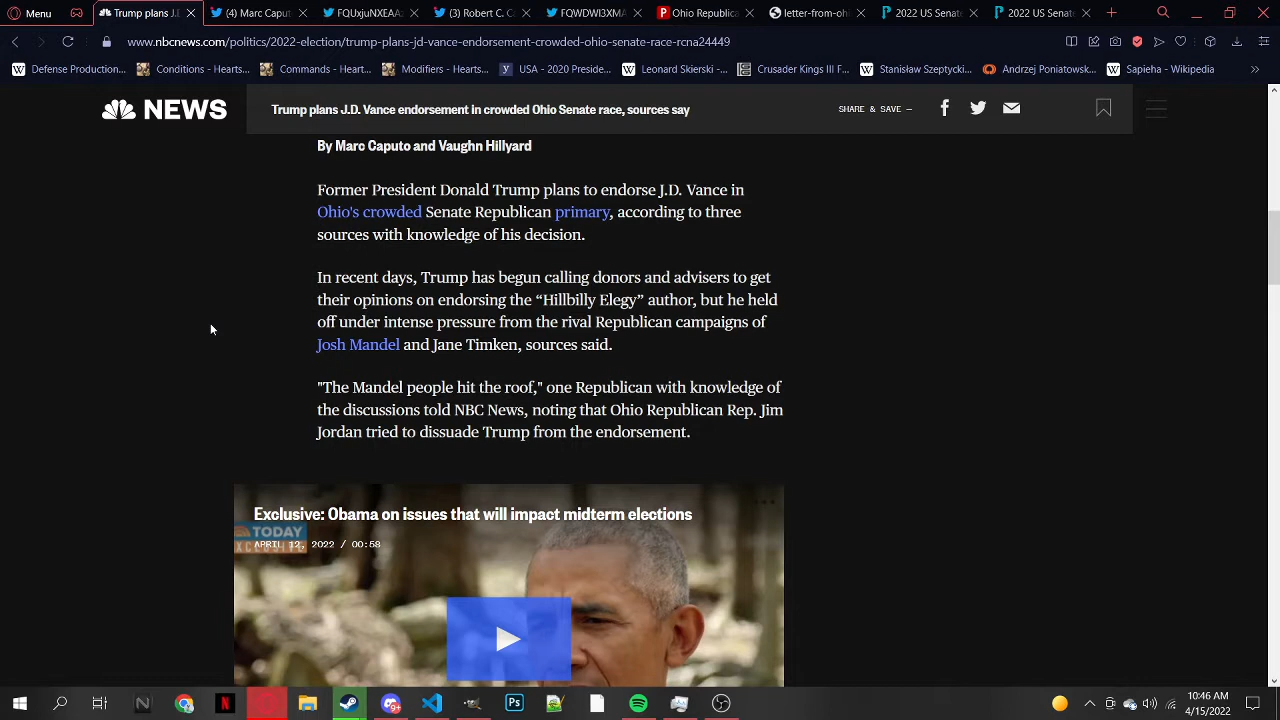 Menu
Trump plans J.D
(4) Marc Caput
FQUxjuNXEAAz
(3) Robert C. C
FQWDWI3XMA
Ohio Republica
letter-from-ohi
2022 US Senate
2022 US Senate
www.nbcnews.com/politics/2022-election/trump-plans-jd-vance-endorsement-crowded-ohio-senate-race-rcna24449
Defense Production...
Conditions - Hearts...
Commands - Heart...
Modifiers - Hearts...
USA - 2020 Preside...
Leonard Skierski -...
Crusader Kings III F...
Stanisław Szeptycki...
Andrzej Poniatowsk...
Sapieha - Wikipedia
NEWS
Trump plans J.D. Vance endorsement in crowded Ohio Senate race, sources say
SHARE & SAVE —
By Marc Caputo and Vaughn Hillyard
Former President Donald Trump plans to endorse J.D. Vance in
Ohio's crowded Senate Republican primary, according to three
sources with knowledge of his decision.
In recent days, Trump has begun calling donors and advisers to get
their opinions on endorsing the “Hillbilly Elegy” author, but he held
off under intense pressure from the rival Republican campaigns of
Josh Mandel and Jane Timken, sources said.
"The Mandel people hit the roof," one Republican with knowledge of
the discussions told NBC News, noting that Ohio Republican Rep. Jim
Jordan tried to dissuade Trump from the endorsement.
Exclusive: Obama on issues that will impact midterm elections
TODAY
EXCLUSIVE
APRIL 12, 2022 / 00:58
10:46 AM
4/15/2022